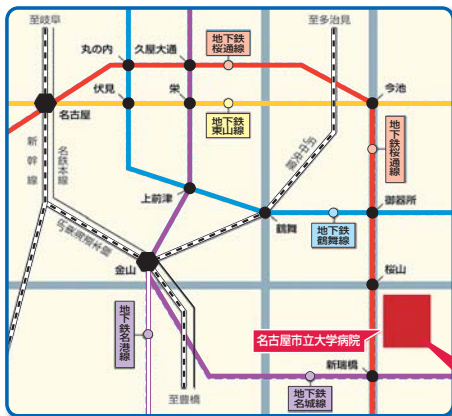 至岐阜
至多治見
丸の内
久屋大通
地下鉄
桜通線
伏見
栄
今池
名古屋
地下鉄
東山線
新幹線
名鉄本線
JR中央線
地下鉄桜通線
上前津
鶴舞
御器所
地下鉄
鶴舞線
JR東海道本線
金山
桜山
地下鉄名港線
名古屋市立大学病院
新瑞橋
至豊橋
地下鉄
名城線